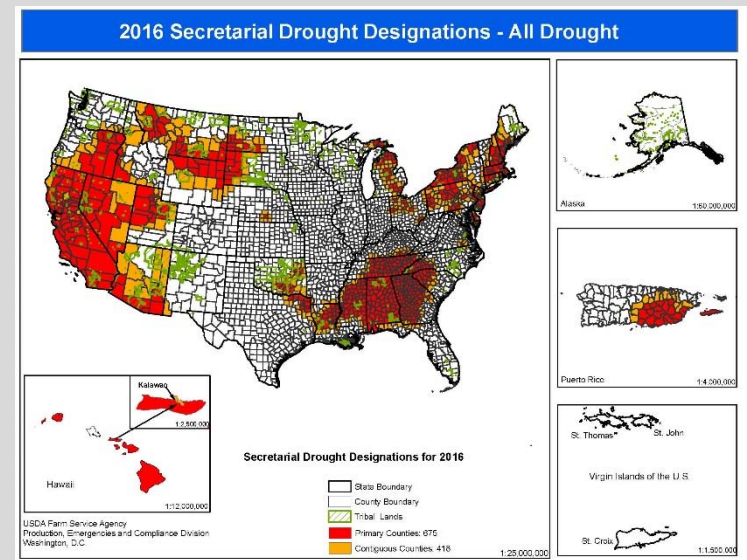 2016 Secretarial Drought Designations - All Drought
Alaska
1:60,000,000
Puerto Rico
1:4,000,000
Kalawao
1:2,500,000
Hawaii
1:12,000,000
St. Thomas
St. John
Virgin Islands of the U.S.
St. Croix
1:1,500,000
Secretarial Drought Designations for 2016
State Boundary
County Boundary
Tribal Lands
Primary Counties: 675
Contiguous Counties: 418
1:25,000,000
USDA Farm Service Agency
Production, Emergencies and Compliance Division
Washington, D.C.